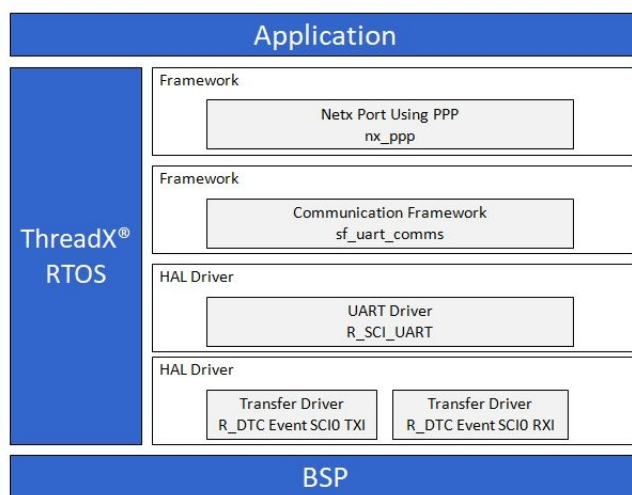 Application
ThreadX®
RTOS
Framework
Netx Port Using PPP
nx_ppp
Framework
Communication Framework
sf_uart_comms
HAL Driver
UART Driver
R_SCI_UART
HAL Driver
Transfer Driver
R_DTC Event SCI0 TXI
Transfer Driver
R_DTC Event SCI0 RXI
BSP